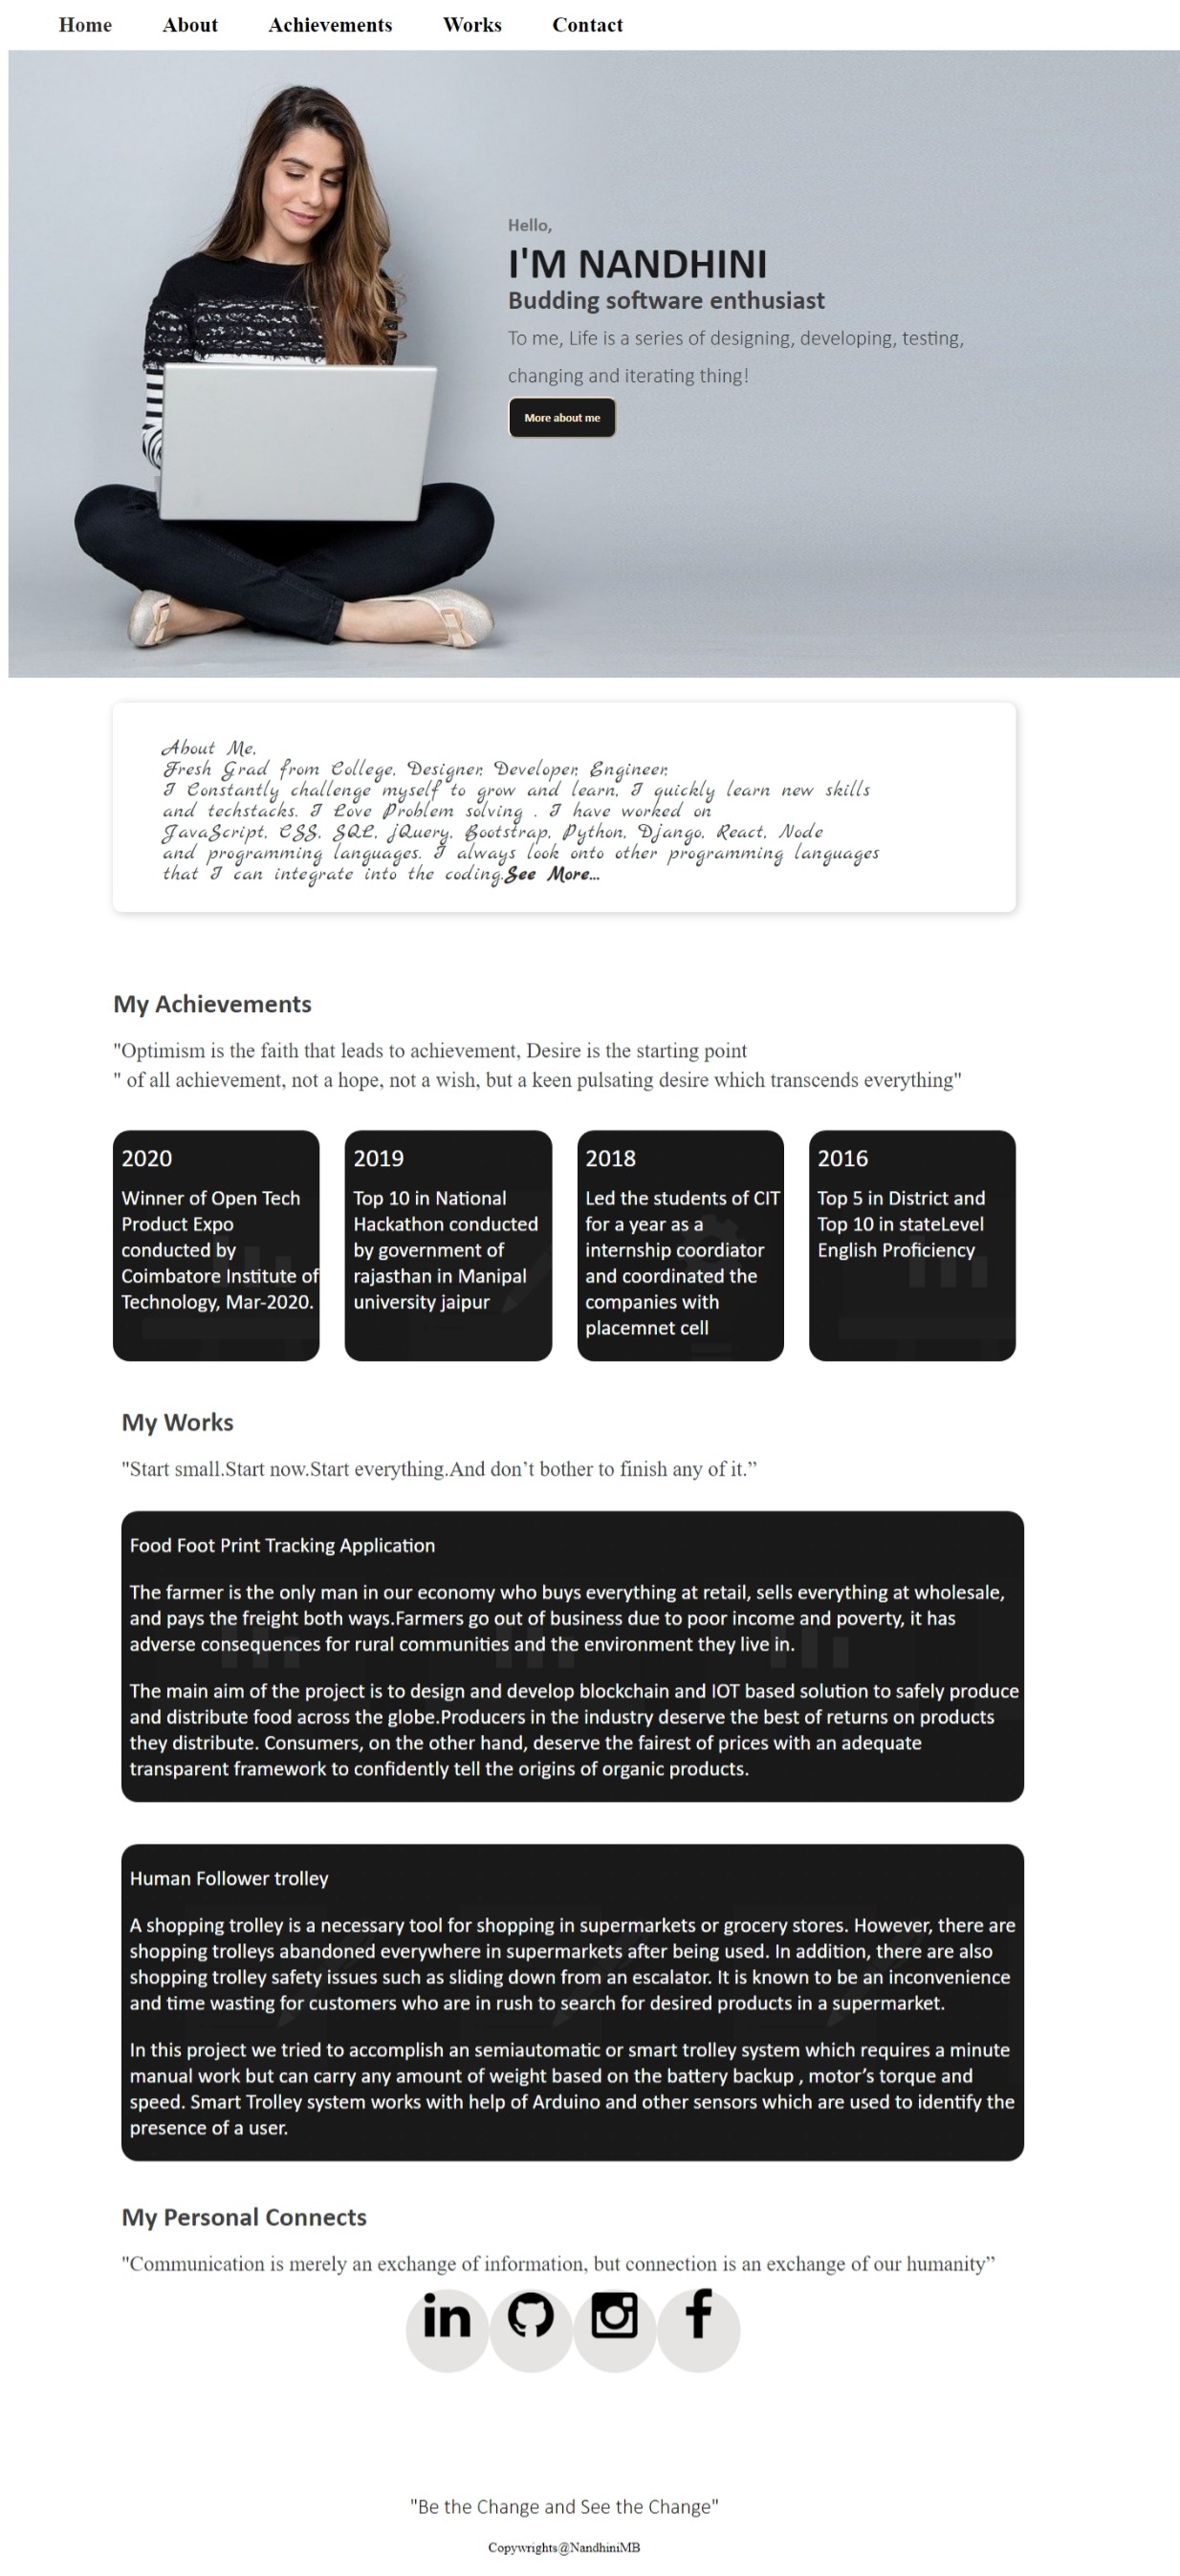 Home About Achievements Works Contact
Hello,
I'M NANDHINI
Budding software enthusiast
To me, Life is a series of designing, developing, testing,
changing and iterating thing!
More about me
About Me,
Fresh Grad from College, Designer, Developer, Engineer,
I Constantly challenge myself to grow and learn, I quickly learn new skills
and techstacks. I Love Problem solving . I have worked on
JavaScript, CSS, SQL, jQuery, Bootstrap, Python, Django, React, Node
and programming languages. I always look onto other programming languages
that I can integrate into the coding.See More...
My Achievements
"Optimism is the faith that leads to achievement, Desire is the starting point
" of all achievement, not a hope, not a wish, but a keen pulsating desire which transcends everything"
2020
Winner of Open Tech
Product Expo
conducted by
Coimbatore Institute of
Technology, Mar-2020.
2019
Top 10 in National
Hackathon conducted
by government of
rajasthan in Manipal
university jaipur
2018
Led the students of CIT
for a year as a
internship coordiator
and coordinated the
companies with
placemnet cell
2016
Top 5 in District and
Top 10 in stateLevel
English Proficiency
My Works
"Start small.Start now.Start everything.And don’t bother to finish any of it.”
Food Foot Print Tracking Application
The farmer is the only man in our economy who buys everything at retail, sells everything at wholesale,
and pays the freight both ways.Farmers go out of business due to poor income and poverty, it has
adverse consequences for rural communities and the environment they live in.
The main aim of the project is to design and develop blockchain and IOT based solution to safely produce
and distribute food across the globe.Producers in the industry deserve the best of returns on products
they distribute. Consumers, on the other hand, deserve the fairest of prices with an adequate
transparent framework to confidently tell the origins of organic products.
Human Follower trolley
A shopping trolley is a necessary tool for shopping in supermarkets or grocery stores. However, there are
shopping trolleys abandoned everywhere in supermarkets after being used. In addition, there are also
shopping trolley safety issues such as sliding down from an escalator. It is known to be an inconvenience
and time wasting for customers who are in rush to search for desired products in a supermarket.
In this project we tried to accomplish an semiautomatic or smart trolley system which requires a minute
manual work but can carry any amount of weight based on the battery backup , motor’s torque and
speed. Smart Trolley system works with help of Arduino and other sensors which are used to identify the
presence of a user.
My Personal Connects
"Communication is merely an exchange of information, but connection is an exchange of our humanity”
in f
"Be the Change and See the Change"
Copywrights@NandhiniMB